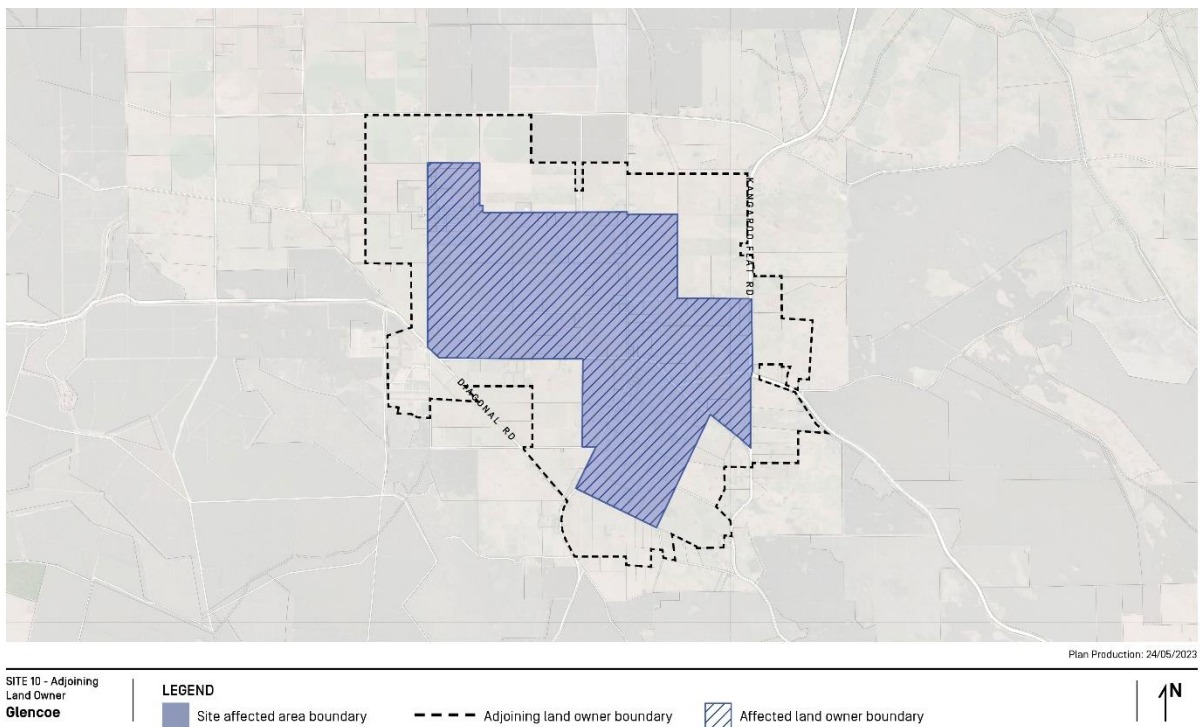 KANGAROO FLAT RD
DIAGONAL RD
Plan Production: 24/05/2023
SITE 10 - Adjoining
Land Owner
Glencoe
LEGEND
Site affected area boundary
Adjoining land owner boundary
Affected land owner boundary
N